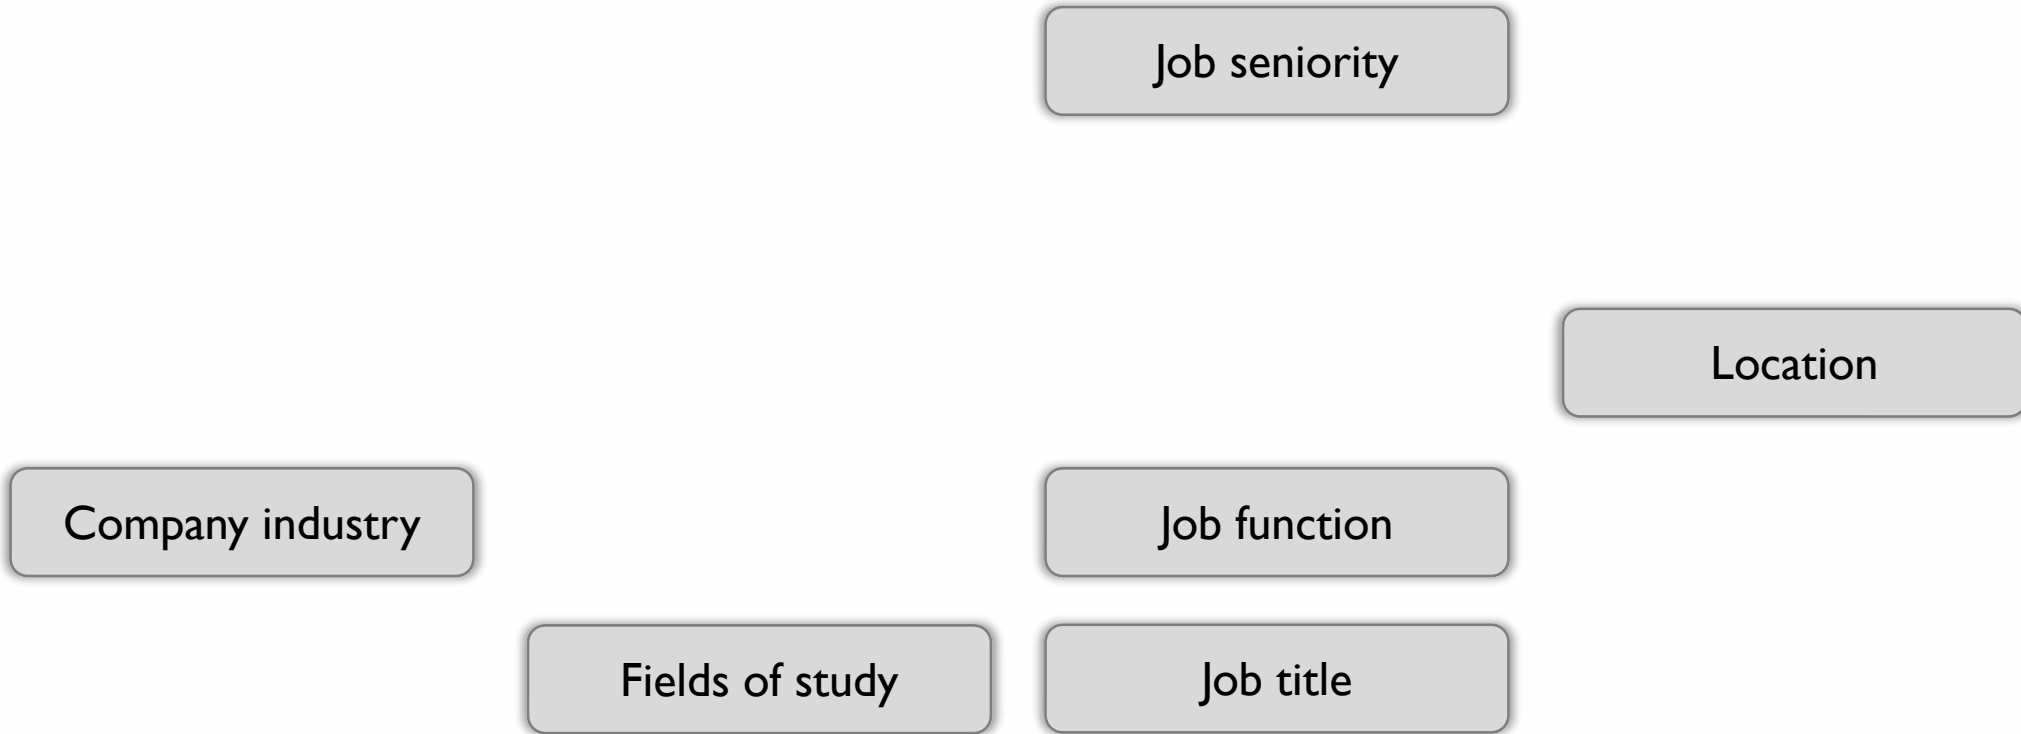 Job seniority
Location
Company industry
Job function
Fields of study
Job title